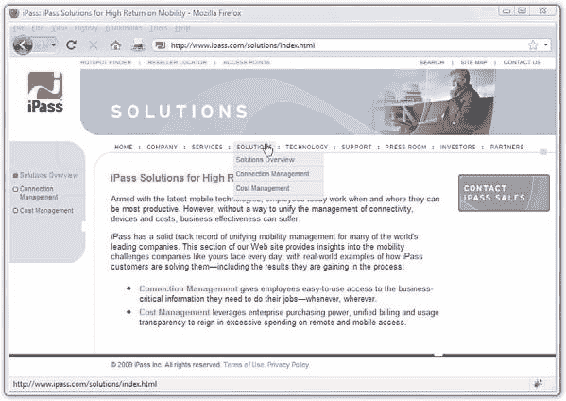 iPass: iPass Solutions for High Return on Mobility - Mozilla Firefox
File Edit View History Bookmarks Tools Help
http://www.ipass.com/solutions/index.html
HOTSPOT FINDER | RESELLER LOCATOR | ACCESS POINTS
SEARCH | SITE MAP | CONTACT US
iPass
SOLUTIONS
HOME : COMPANY : SERVICES : SOLUTIONS : TECHNOLOGY : SUPPORT : PRESS ROOM : INVESTORS : PARTNERS
Solutions Overview
Connection Management
Cost Management
Solutions Overview
Connection
Management
Cost Management
iPass Solutions for High R
CONTACT
IPASS SALES
Armed with the latest mobile technologies, employees today work when and where they can
be most productive. However, without a way to unify the management of connectivity,
devices and costs, business effectiveness can suffer.
iPass has a solid track record of unifying mobility management for many of the world's
leading companies. This section of our Web site provides insights into the mobility
challenges companies like yours face every day, with real-world examples of how iPass
customers are solving them—including the results they are gaining in the process:
Connection Management gives employees easy-to-use access to the business-
critical information they need to do their jobs—whenever, wherever.
Cost Management leverages enterprise purchasing power, unified billing and usage
transparency to reign in excessive spending on remote and mobile access.
© 2009 iPass Inc. All rights reserved. Terms of Use Privacy Policy
http://www.ipass.com/solutions/index.html